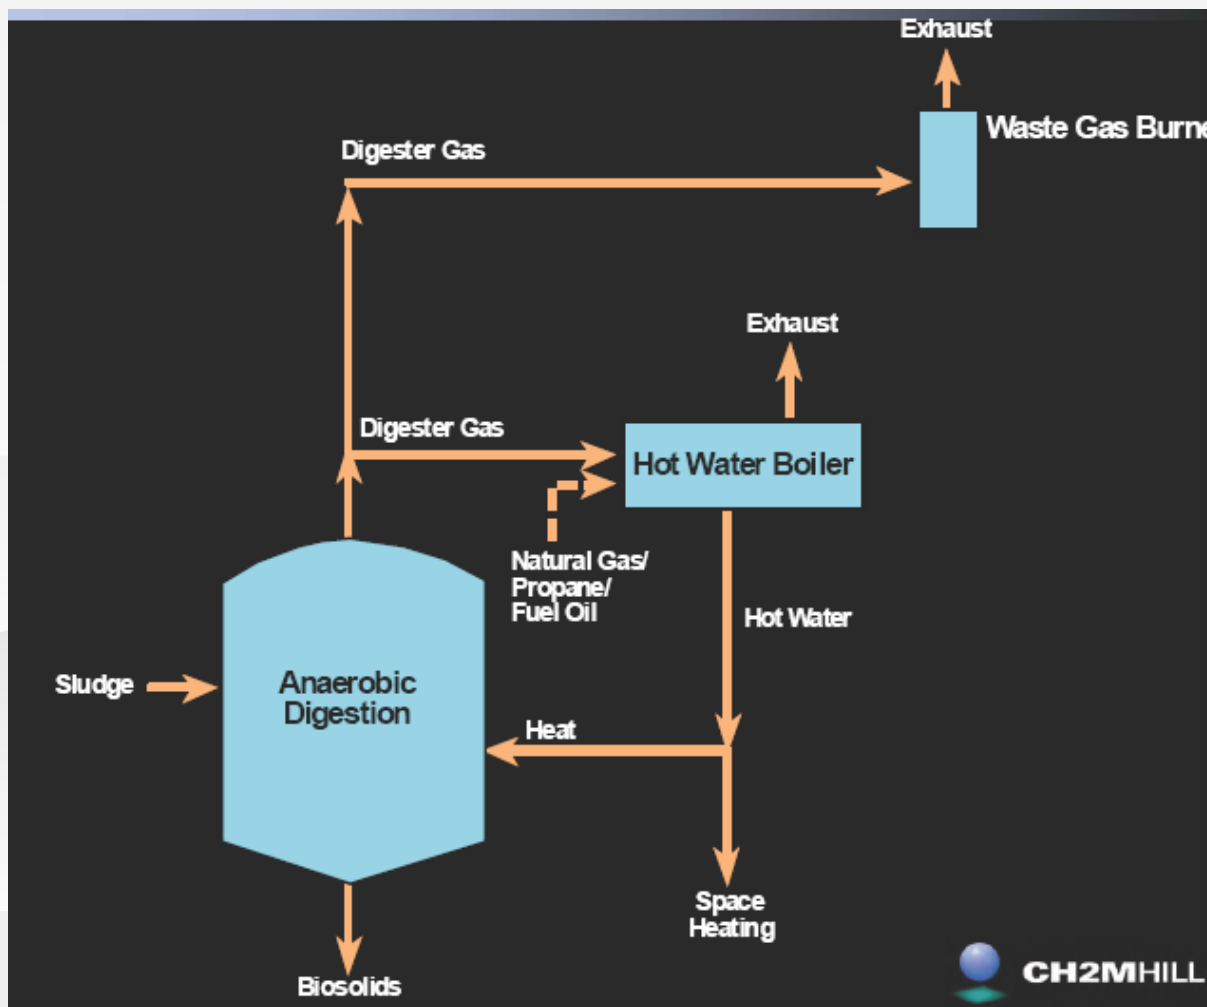 Exhaust
Waste Gas Burne
Digester Gas
Exhaust
Digester Gas
Hot Water Boiler
Natural Gas/
Propane/
Fuel Oil
Hot Water
Sludge
Anaerobic
Digestion
Heat
Space
Heating
Biosolids
CH2MHILL